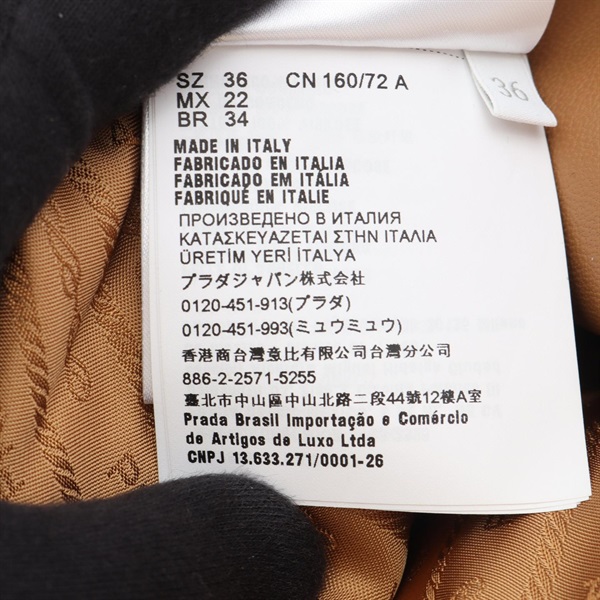 SZ 36 CN 160/72 A
MX 22
BR 34
36
MADE IN ITALY
FABRICADO EN ITALIA
FABRICADO EM ITÁLIA
FABRIQUÉ EN ITALIE
ПРОИЗВЕДЕНО В ИТАЛИЯ
ΚΑΤΑΣΚΕΥΑΖΕΤΑΙ ΣΤΗΝ ΙΤΑΛΙΑ
ÜRETİM YERİ İTALYA
プラダジャパン株式会社
0120-451-913(プラダ)
0120-451-993(ミュウミュウ)
香港商台灣意比有限公司台灣分公司
886-2-2571-5255
臺北市中山區中山北路二段44號12樓A室
Prada Brasil Importação e Comércio
de Artigos de Luxo Ltda
CNPJ 13.633.271/0001-26